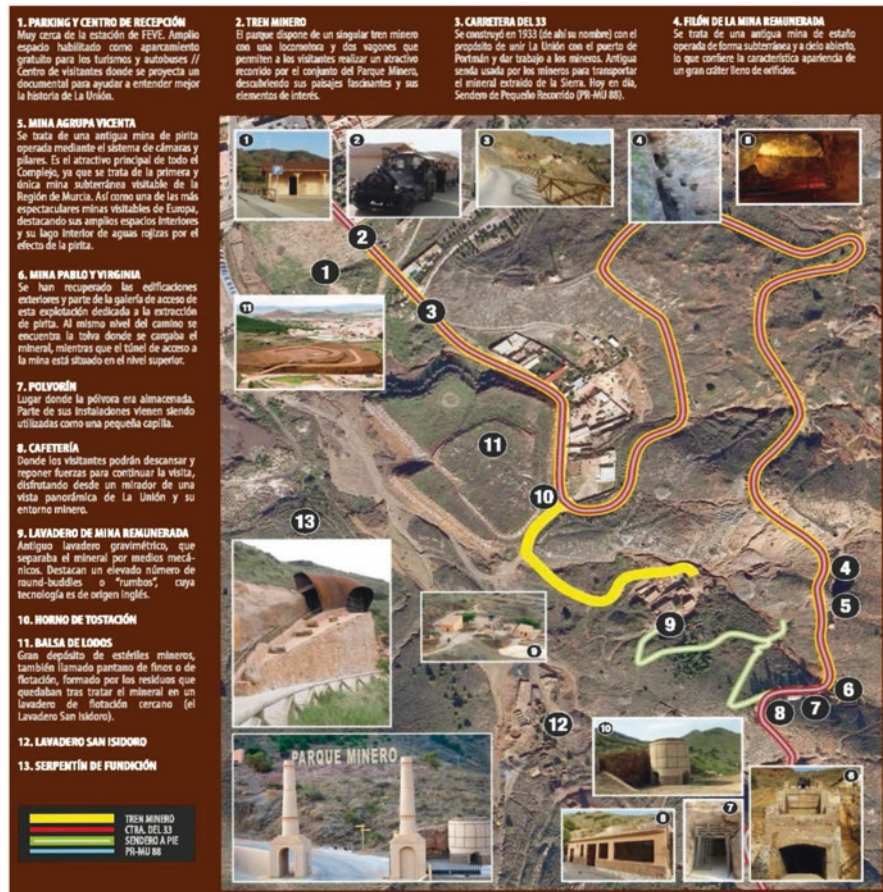 1. PARKING Y CENTRO DE RECEPCIÓN
Muy cerca de la estación de FEVE. Amplio
espacio habilitado como aparcamiento
gratuito para los turismos y autobuses //
Centro de visitantes donde se proyecta un
documental para ayudar a entender mejor
la historia de La Unión.
2. TREN MINERO
El parque dispone de un singular tren minero
con una locomotora y dos vagones que
permiten a los visitantes realizar un atractivo
recorrido por el conjunto del Parque Minero,
descubriendo sus paisajes fascinantes y sus
elementos de interés.
3. CARRETERA DEL 33
Se construyó en 1933 (de ahí su nombre) con el
propósito de unir La Unión con el puerto de
Portmán y dar trabajo a los mineros. Antigua
senda usada por los mineros para transportar
el mineral extraído de la Sierra. Hoy en día,
Sendero de Pequeño Recorrido (PR-MU 88).
4. FILÓN DE LA MINA REMUNERADA
Se trata de una antigua mina de estaño
operada de forma subterránea y a cielo abierto,
lo que confiere la característica apariencia de
un gran cráter lleno de orificios.
5. MINA AGRUPA VICENTA
Se trata de una antigua mina de pirita
operada mediante el sistema de cámaras y
pilares. Es el atractivo principal de todo el
Complejo, ya que se trata de la primera y
única mina subterránea visitable de la
Región de Murcia. Así como una de las más
espectaculares minas visitables de Europa,
destacando sus amplios espacios interiores
y su lago interior de aguas rojizas por el
efecto de la pirita.
6. MINA PABLO Y VIRGINIA
Se han recuperado las edificaciones
exteriores y parte de la galería de acceso de
esta explotación dedicada a la extracción
de pirita. Al mismo nivel del camino se
encuentra la tolva donde se cargaba el
mineral, mientras que el túnel de acceso a
la mina está situado en el nivel superior.
7. POLVORÍN
Lugar donde la pólvora era almacenada.
Parte de sus instalaciones vienen siendo
utilizadas como una pequeña capilla.
8. CAFETERÍA
Donde los visitantes podrán descansar y
reponer fuerzas para continuar la visita,
disfrutando desde un mirador de una
vista panorámica de La Unión y su
entorno minero.
9. LAVADERO DE MINA REMUNERADA
Antiguo lavadero gravimétrico, que
separaba el mineral por medios mecá-
nicos. Destacan un elevado número de
round-buddles o "rumbos", cuya
tecnología es de origen inglés.
10. HORNO DE TOSTACIÓN
11. BALSA DE LODOS
Gran depósito de estériles mineros,
también llamado pantano de finos o de
flotación, formado por los residuos que
quedaban tras tratar el mineral en un
lavadero de flotación cercano (el
Lavadero San Isidoro).
12. LAVADERO SAN ISIDORO
13. SERPENTÍN DE FUNDICIÓN
TREN MINERO
CTRA. DEL 33
SENDERO A PIE
PR-MU 88
1
2
3
4
5
11
2
1
3
11
10
13
4
5
9
9
6
7
8
12
10
8
7
6
PARQUE MINERO